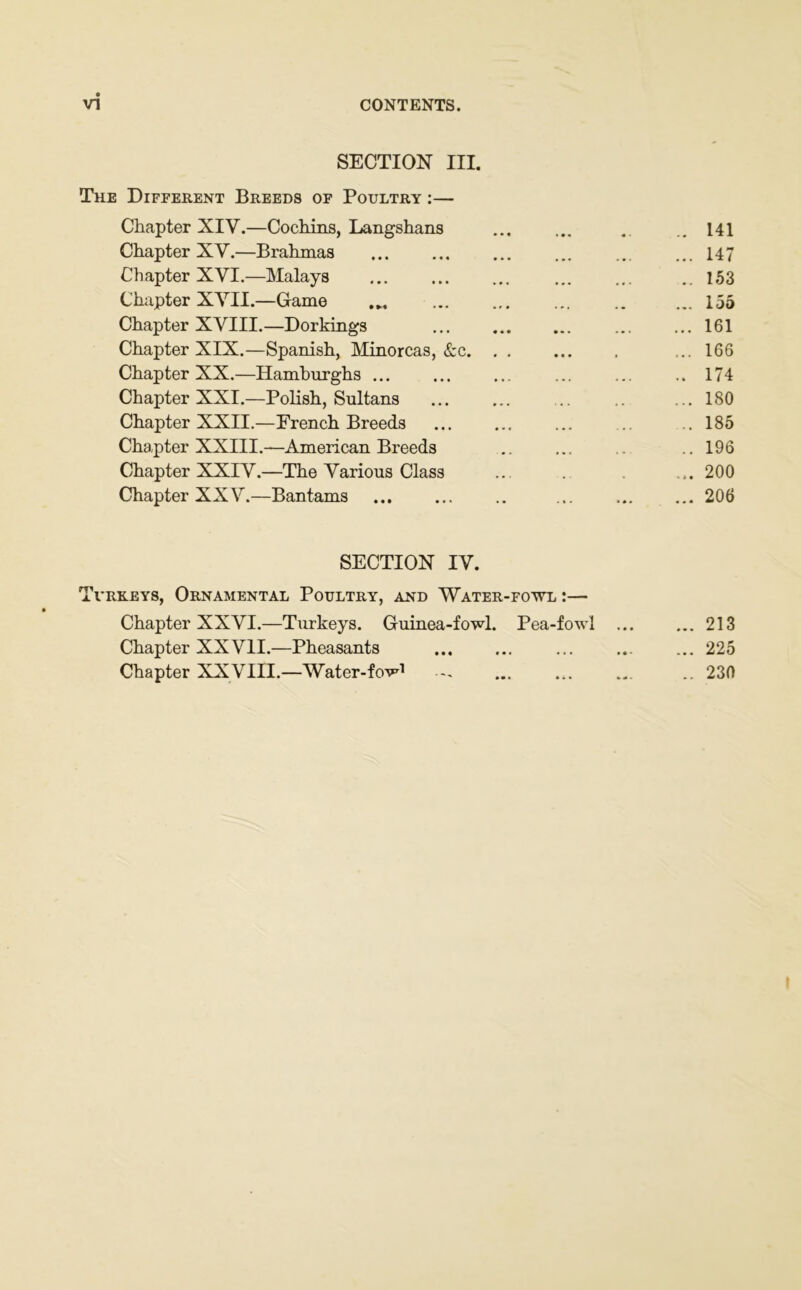 vi CONTENTS.
SECTION III.
The Different Breeds of Poultry:—
Chapter XIV.—Cochins, Langshans ... ... .. .. 141
Chapter XV.—Brahmas ... ... ... ... ... ... 147
Chapter XVI.—Malays ... ... ... ... ... .. 153
Chapter XVII.—Game ... ... ... ... .. ... 155
Chapter XVIII.—Dorkings ... ... ... ... ... 161
Chapter XIX.—Spanish, Minorcas, &c. . . ... . ... 166
Chapter XX.—Hamburghs ... ... ... ... ... .. 174
Chapter XXI.—Polish, Sultans ... ... ... .. ... 180
Chapter XXII.—French Breeds ... ... ... ... .. 185
Chapter XXIII.—American Breeds .. ... .. .. 196
Chapter XXIV.—The Various Class ... .. . ... 200
Chapter XXV.—Bantams ... ... .. ... ... ... 206
SECTION IV.
Turkeys, Ornamental Poultry, and Water-fowl:—
Chapter XXVI.—Turkeys. Guinea-fowl. Pea-fowl ... ... 213
Chapter XXVII.—Pheasants ... ... ... ... ... 225
Chapter XXVIII.—Water-fowl .. ... ... ... .. 230